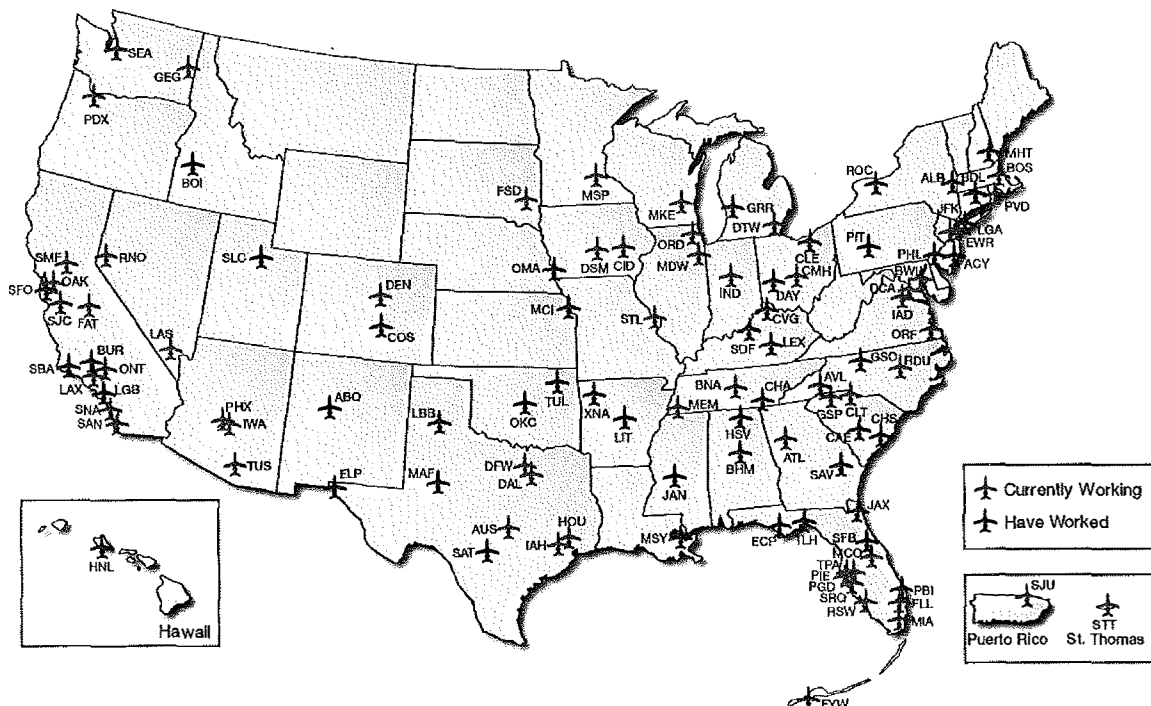 SEA
GEG
PDX
BOI
FSD
MSP
MKE
GRR
DTW
ROC
ALB
BDL
MHT
BOS
PVD
JFK
LGA
EWR
ACY
PHL
PIT
BWI
DCA
IAD
ORF
CLE
CMH
DAY
IND
ORD
MDW
CID
DSM
OMA
SMF
RNO
SLC
SFO
OAK
SJC
FAT
DEN
COS
MCI
STL
CVG
LEX
SDF
LAS
BUR
SBA
ONT
LAX
LGB
SNA
SAN
PHX
IWA
TUS
ABQ
ELP
LBB
MAF
OKC
TUL
XNA
LIT
BNA
MEM
CHA
AVL
GSO
RDU
GSP
CLT
CHS
CAE
HSV
BHM
ATL
SAV
DFW
DAL
JAN
AUS
SAT
HOU
IAH
MSY
ECP
TLH
JAX
SFB
MCO
TPA
PIE
PGD
SRQ
RSW
PBI
FLL
MIA
EYW
HNL
Hawaii
Currently Working
Have Worked
SJU
Puerto Rico
STT
St. Thomas